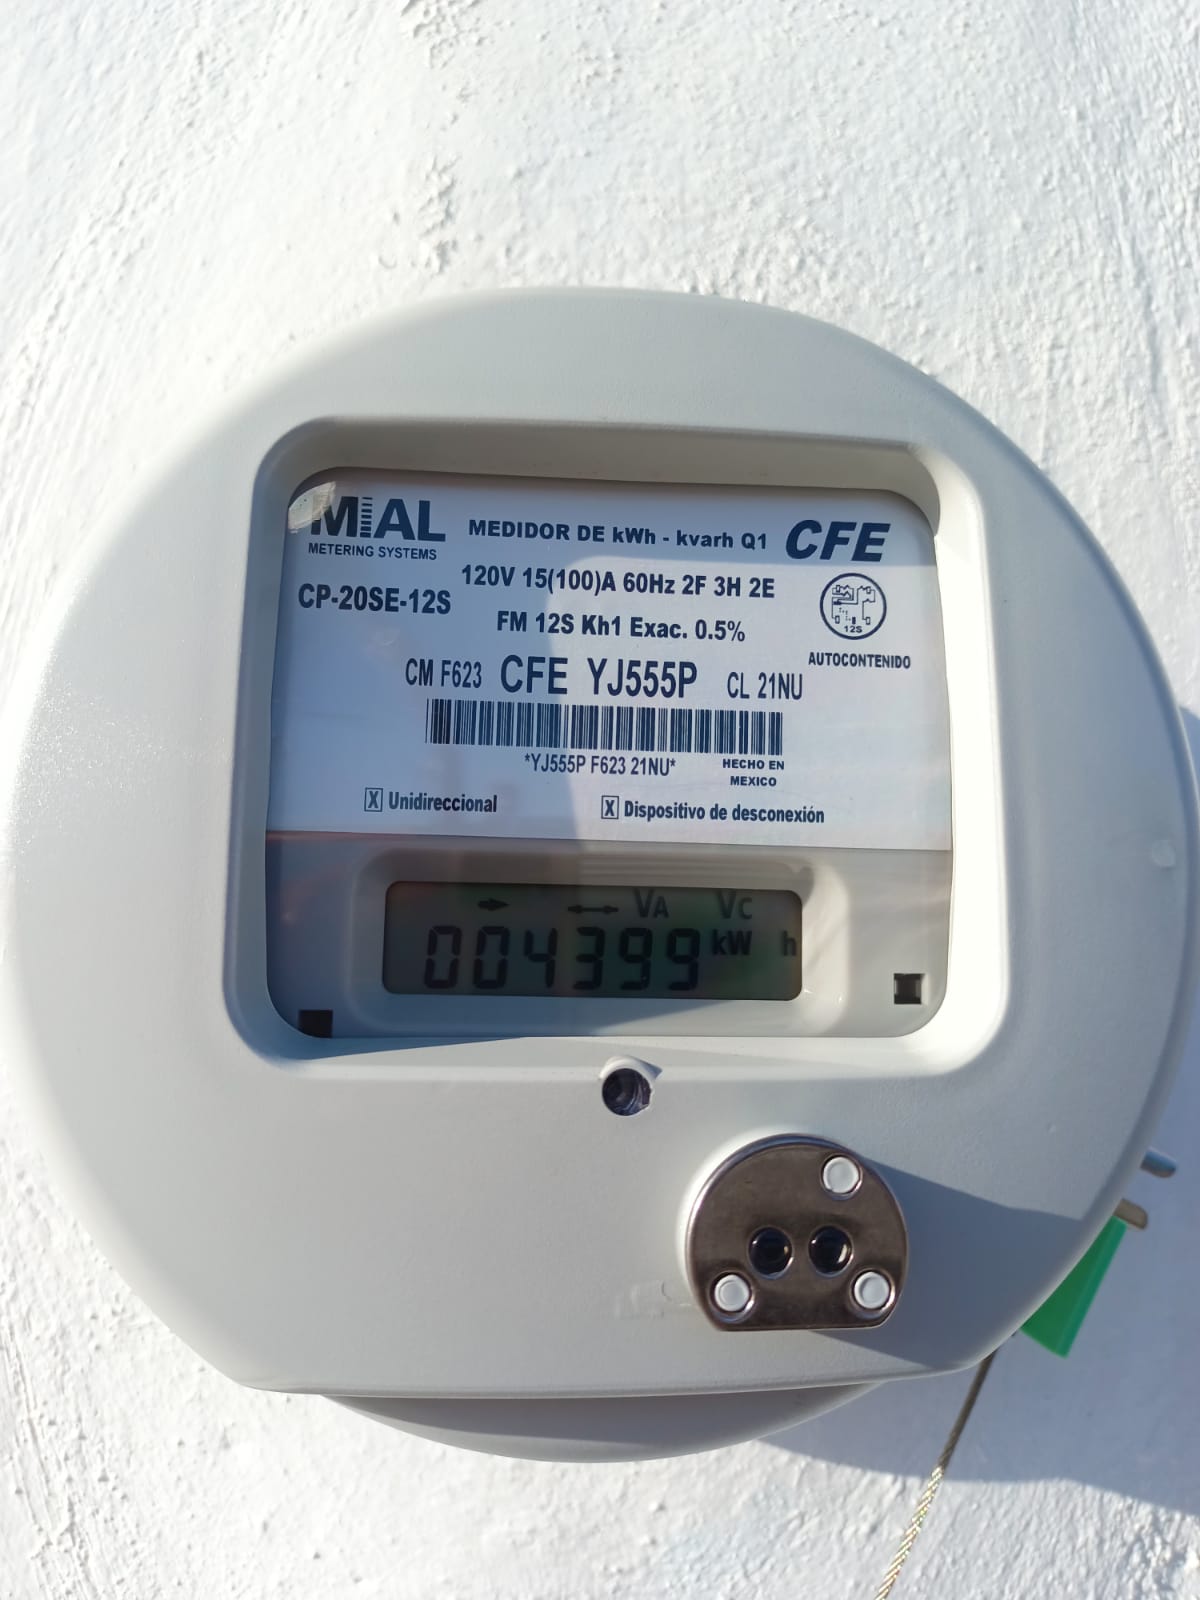 MIAL
METERING SYSTEMS
MEDIDOR DE kWh - kvarh Q1
CFE
CP-20SE-12S
120V 15(100)A 60Hz 2F 3H 2E
FM 12S Kh1 Exac. 0.5%
12S
AUTOCONTENIDO
CM F623 CFE YJ555P CL 21NU
*YJ555P F623 21NU*
HECHO EN
MEXICO
X Unidireccional
X Dispositivo de desconexión
VA VC
004399 kW h